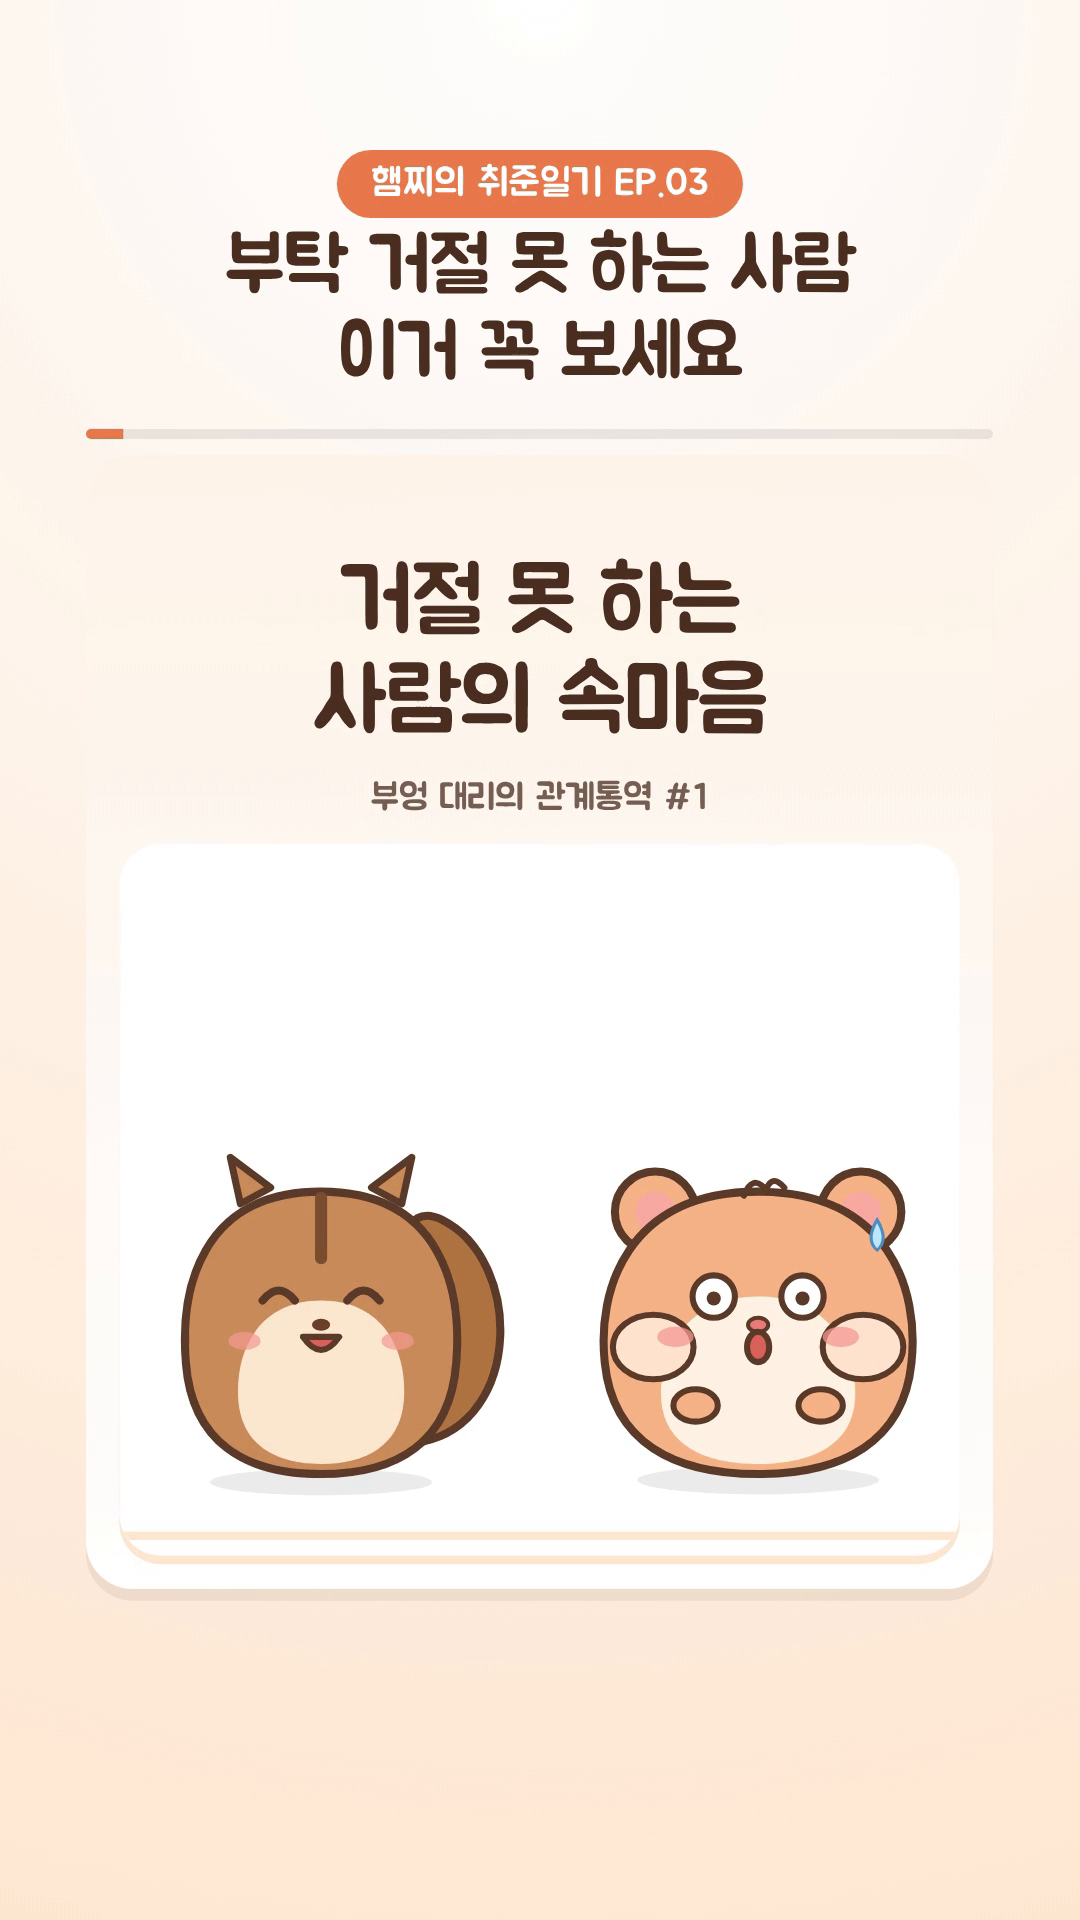 햄찌의 취준일기 EP.03
부탁 거절 못 하는 사람
이거 꼭 보세요
거절 못 하는
사람의 속마음
부엉 대리의 관계통역 #1